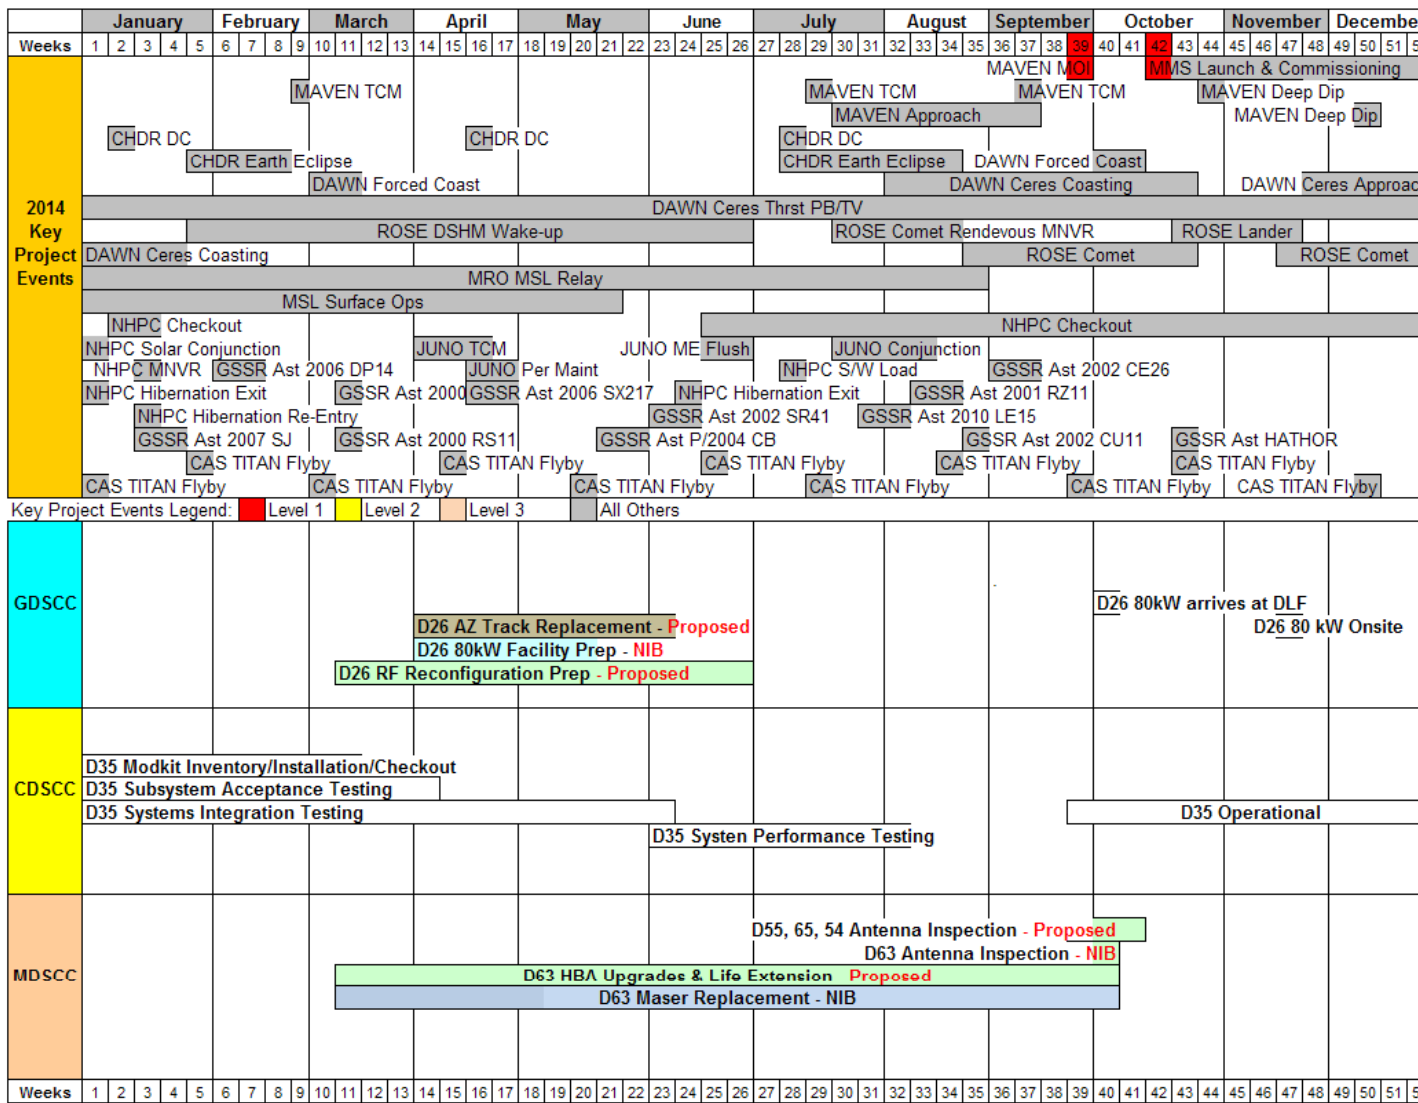 January February March April May June July August September October November December
Weeks 1 2 3 4 5 6 7 8 9 10 11 12 13 14 15 16 17 18 19 20 21 22 23 24 25 26 27 28 29 30 31 32 33 34 35 36 37 38 39 40 41 42 43 44 45 46 47 48 49 50 51
2014 Key Project Events
MAVEN MOI MMS Launch & Commissioning
MAVEN TCM MAVEN TCM MAVEN TCM MAVEN Deep Dip
MAVEN Approach MAVEN Deep Dip
CHDR DC CHDR DC CHDR DC
CHDR Earth Eclipse CHDR Earth Eclipse DAWN Forced Coast
DAWN Forced Coast DAWN Ceres Coasting DAWN Ceres Approac
DAWN Ceres Thrst PB/TV
ROSE DSHM Wake-up ROSE Comet Rendevous MNVR ROSE Lander
DAWN Ceres Coasting ROSE Comet ROSE Comet
MRO MSL Relay
MSL Surface Ops
NHPC Checkout NHPC Checkout
NHPC Solar Conjunction JUNO TCM JUNO ME Flush JUNO Conjunction
NHPC MNVR GSSR Ast 2006 DP14 JUNO Per Maint NHPC S/W Load GSSR Ast 2002 CE26
NHPC Hibernation Exit GSSR Ast 2000 GSSR Ast 2006 SX217 NHPC Hibernation Exit GSSR Ast 2001 RZ11
NHPC Hibernation Re-Entry GSSR Ast 2002 SR41 GSSR Ast 2010 LE15
GSSR Ast 2007 SJ GSSR Ast 2000 RS11 GSSR Ast P/2004 CB GSSR Ast 2002 CU11 GSSR Ast HATHOR
CAS TITAN Flyby CAS TITAN Flyby CAS TITAN Flyby CAS TITAN Flyby CAS TITAN Flyby
CAS TITAN Flyby CAS TITAN Flyby CAS TITAN Flyby CAS TITAN Flyby CAS TITAN Flyby CAS TITAN Flyby
Key Project Events Legend: Level 1 Level 2 Level 3 All Others
GDSCC
D26 80kW arrives at DLF
D26 AZ Track Replacement - Proposed D26 80 kW Onsite
D26 80kW Facility Prep - NIB
D26 RF Reconfiguration Prep - Proposed
CDSCC
D35 Modkit Inventory/Installation/Checkout
D35 Subsystem Acceptance Testing
D35 Systems Integration Testing D35 Operational
D35 Systen Performance Testing
MDSCC
D55, 65, 54 Antenna Inspection - Proposed
D63 Antenna Inspection - NIB
D63 HBA Upgrades & Life Extension Proposed
D63 Maser Replacement - NIB
Weeks 1 2 3 4 5 6 7 8 9 10 11 12 13 14 15 16 17 18 19 20 21 22 23 24 25 26 27 28 29 30 31 32 33 34 35 36 37 38 39 40 41 42 43 44 45 46 47 48 49 50 51